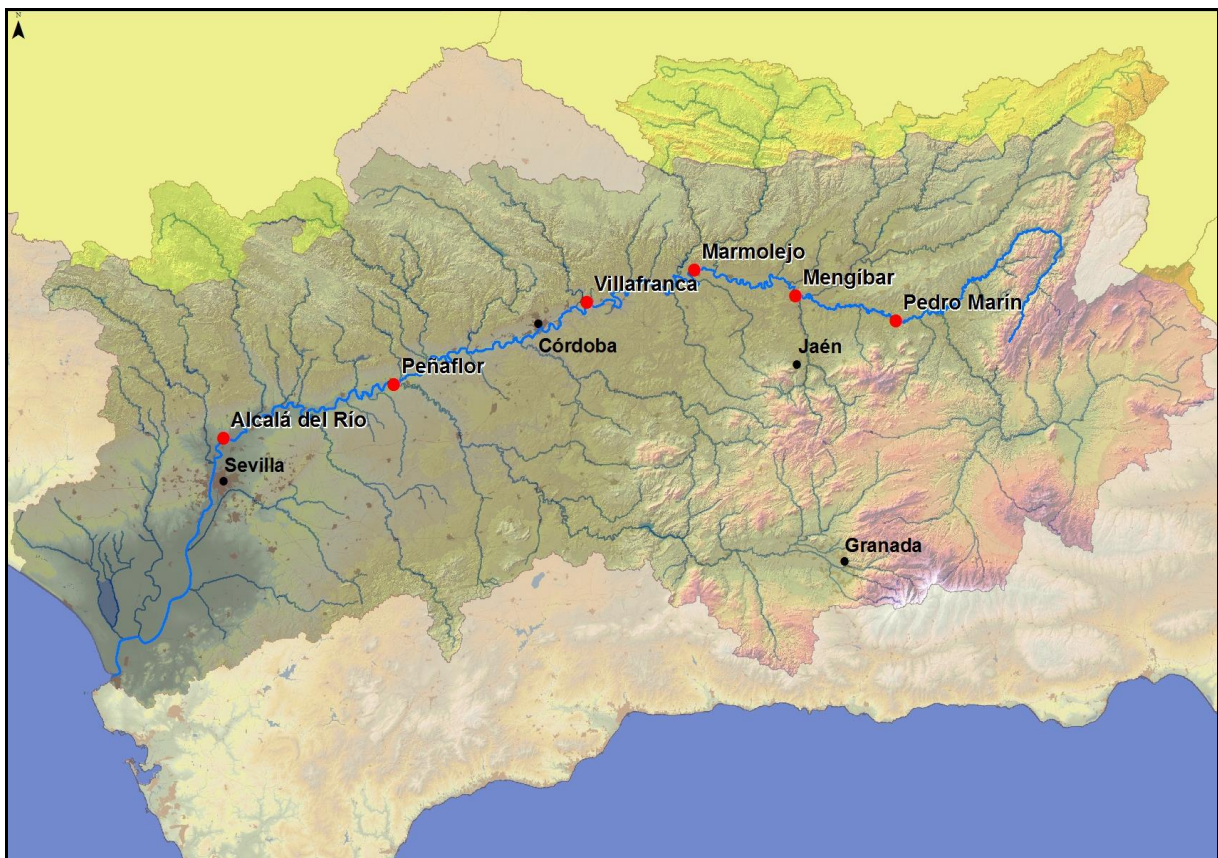 N
Marmolejo
Villafranca
Mengíbar
Pedro Marín
Córdoba
Jaén
Peñaflor
Alcalá del Río
Sevilla
Granada